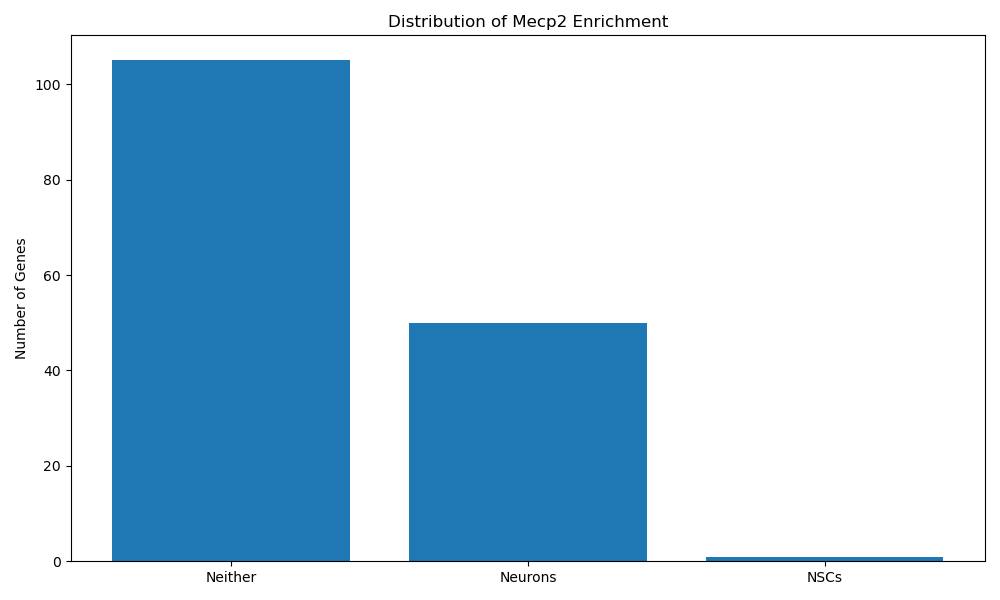 Distribution of Mecp2 Enrichment
Number of Genes
100
80
60
40
20
0
Neither
Neurons
NSCs